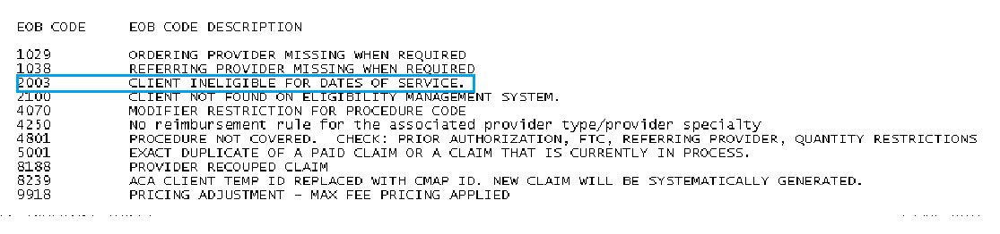 EOB CODE EOB CODE DESCRIPTION
1029 ORDERING PROVIDER MISSING WHEN REQUIRED
1038 REFERRING PROVIDER MISSING WHEN REQUIRED
2003 CLIENT INELIGIBLE FOR DATES OF SERVICE.
2100 CLIENT NOT FOUND ON ELIGIBILITY MANAGEMENT SYSTEM.
4070 MODIFIER RESTRICTION FOR PROCEDURE CODE
4250 No reimbursement rule for the associated provider type/provider specialty
4801 PROCEDURE NOT COVERED. CHECK: PRIOR AUTHORIZATION, FTC, REFERRING PROVIDER, QUANTITY RESTRICTIONS
5001 EXACT DUPLICATE OF A PAID CLAIM OR A CLAIM THAT IS CURRENTLY IN PROCESS.
8188 PROVIDER RECOUPED CLAIM
8239 ACA CLIENT TEMP ID REPLACED WITH CMAP ID. NEW CLAIM WILL BE SYSTEMATICALLY GENERATED.
9918 PRICING ADJUSTMENT – MAX FEE PRICING APPLIED